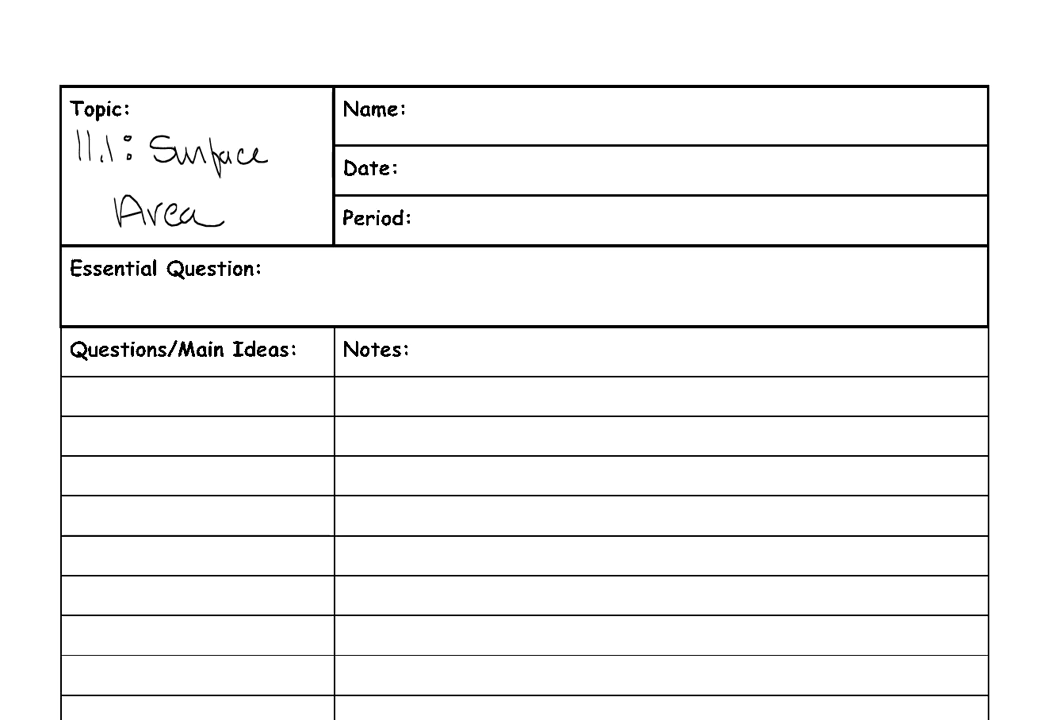 Topic:
11.1: Surface
Area
Name:
Date:
Period:
Essential Question:
Questions/Main Ideas:
Notes: